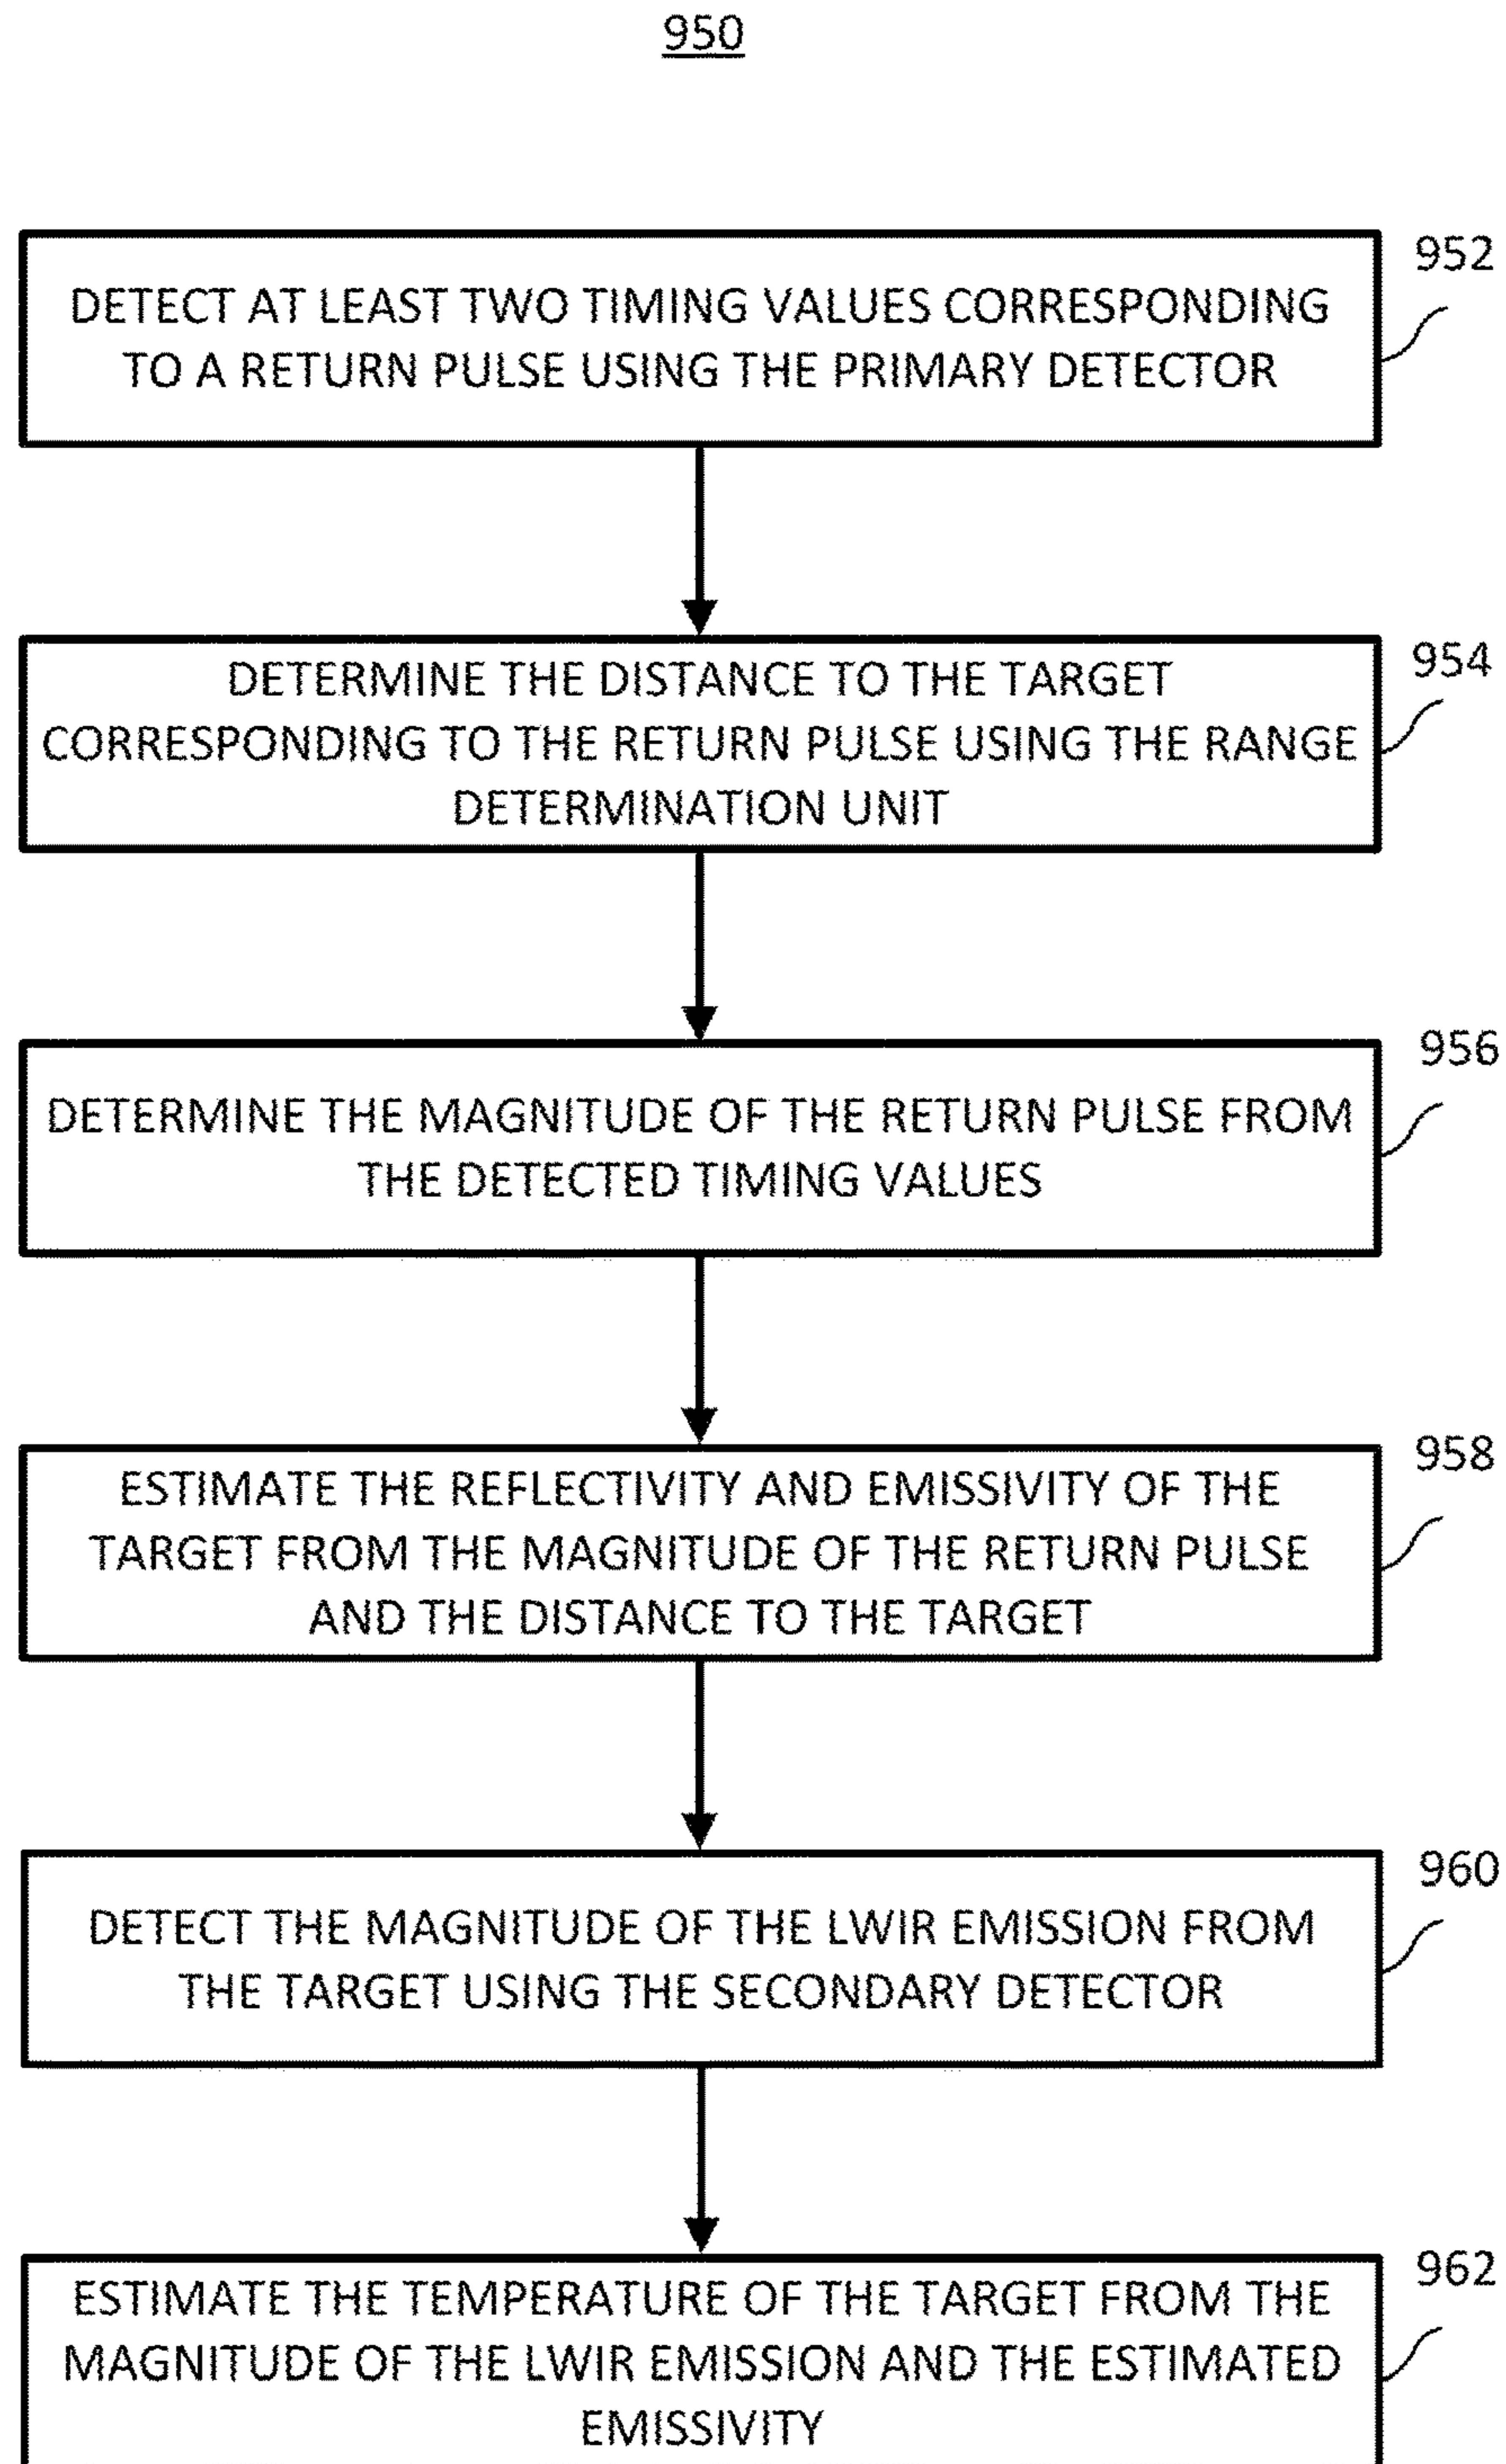 950
952
DETECT AT LEAST TWO TIMING VALUES CORRESPONDING
TO A RETURN PULSE USING THE PRIMARY DETECTOR
954
DETERMINE THE DISTANCE TO THE TARGET
CORRESPONDING TO THE RETURN PULSE USING THE RANGE
DETERMINATION UNIT
956
DETERMINE THE MAGNITUDE OF THE RETURN PULSE FROM
THE DETECTED TIMING VALUES
958
ESTIMATE THE REFLECTIVITY AND EMISSIVITY OF THE
TARGET FROM THE MAGNITUDE OF THE RETURN PULSE
AND THE DISTANCE TO THE TARGET
960
DETECT THE MAGNITUDE OF THE LWIR EMISSION FROM
THE TARGET USING THE SECONDARY DETECTOR
962
ESTIMATE THE TEMPERATURE OF THE TARGET FROM THE
MAGNITUDE OF THE LWIR EMISSION AND THE ESTIMATED
EMISSIVITY